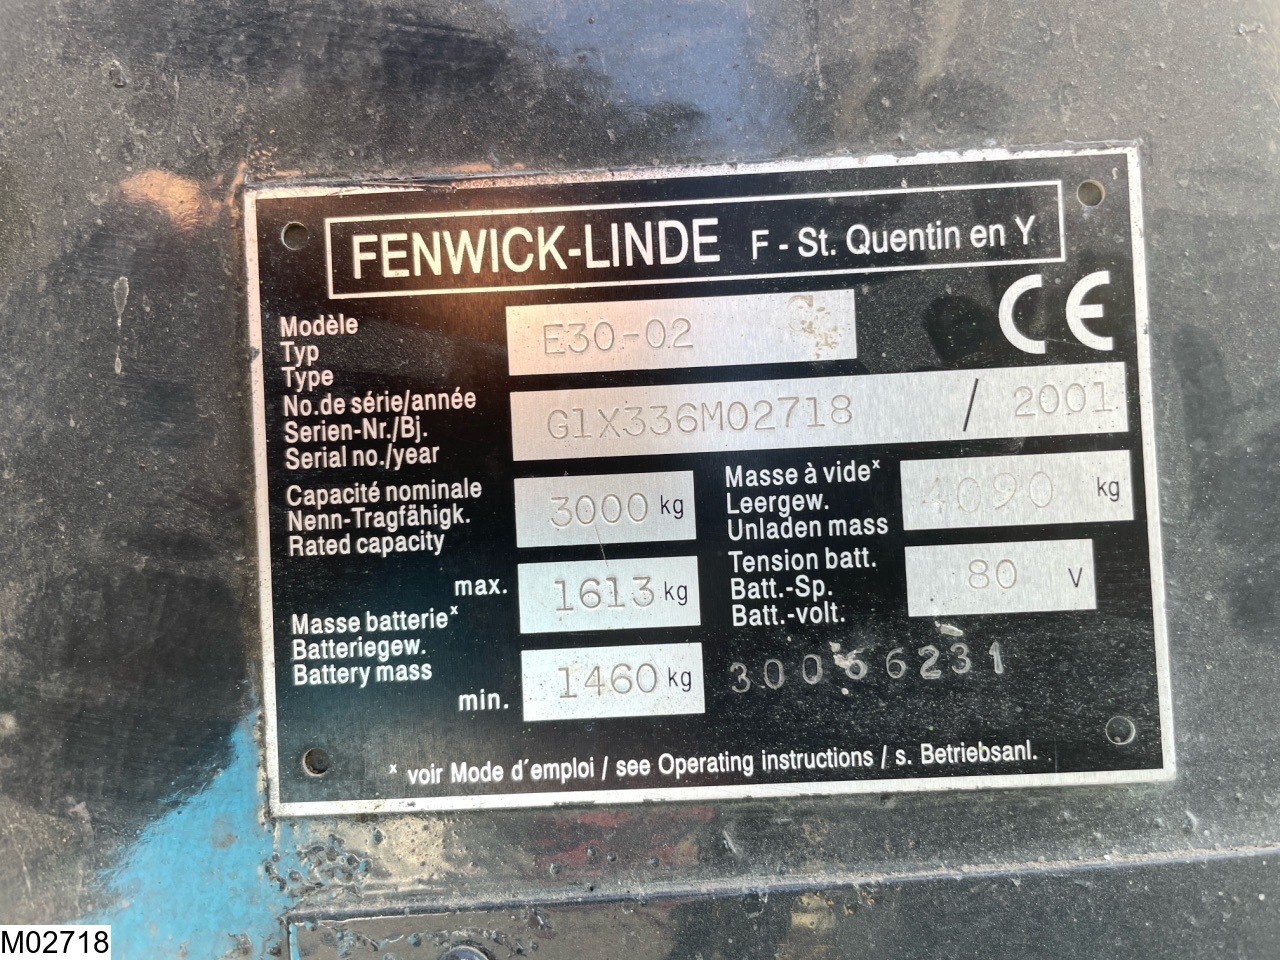 FENWICK-LINDE F - St. Quentin en Y
CE
Modèle
Typ
Type
E30-02
No.de série/année
Serien-Nr./Bj.
Serial no./year
G1X336M02718 / 2001
Capacité nominale
Nenn-Tragfähigk.
Rated capacity
3000 kg
Masse à vide x
Leergew.
Unladen mass
4090 kg
max.
1613 kg
Masse batterie x
Batteriegew.
Battery mass
min.
1460 kg
Tension batt.
Batt.-Sp.
Batt.-volt.
80 V
x voir Mode d´emploi / see Operating instructions / s. Betriebsanl.
M02718